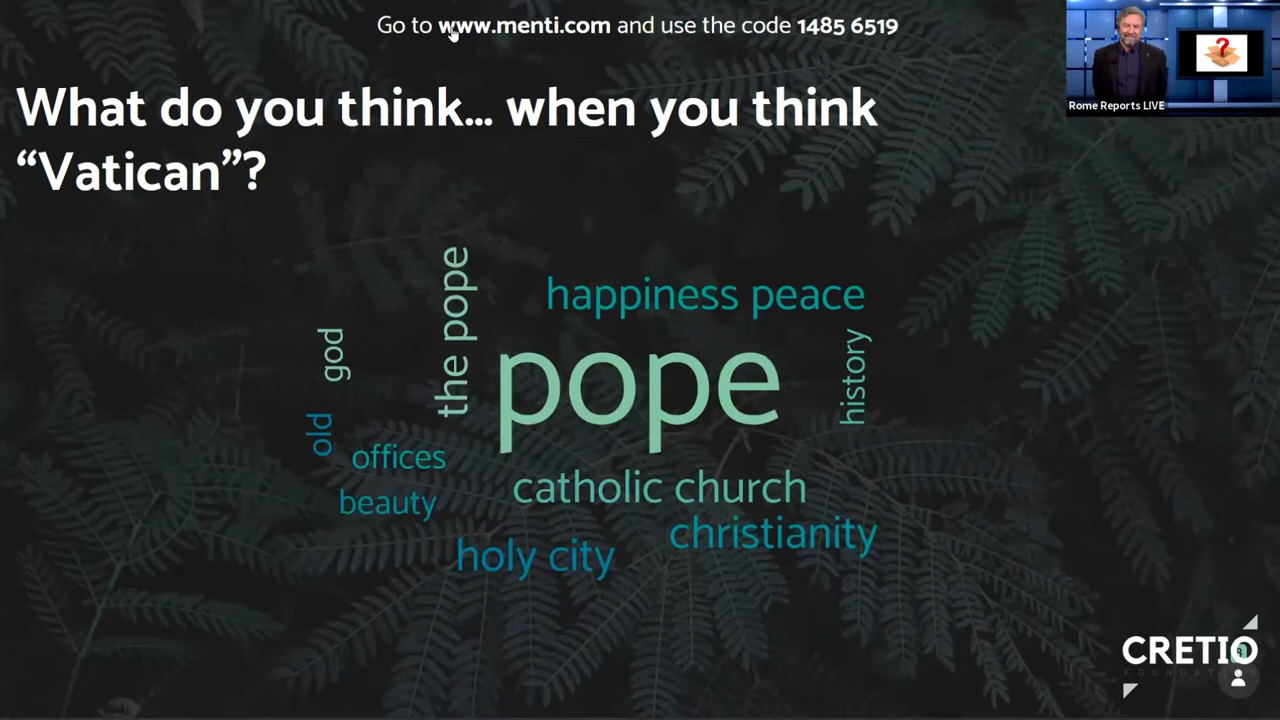 Go to www.menti.com and use the code 1485 6519
?
Rome Reports LIVE
What do you think... when you think
“Vatican”?
the pope
happiness peace
god
pope
history
old
offices
catholic church
beauty
christianity
holy city
CRETIO
FOUNDATION